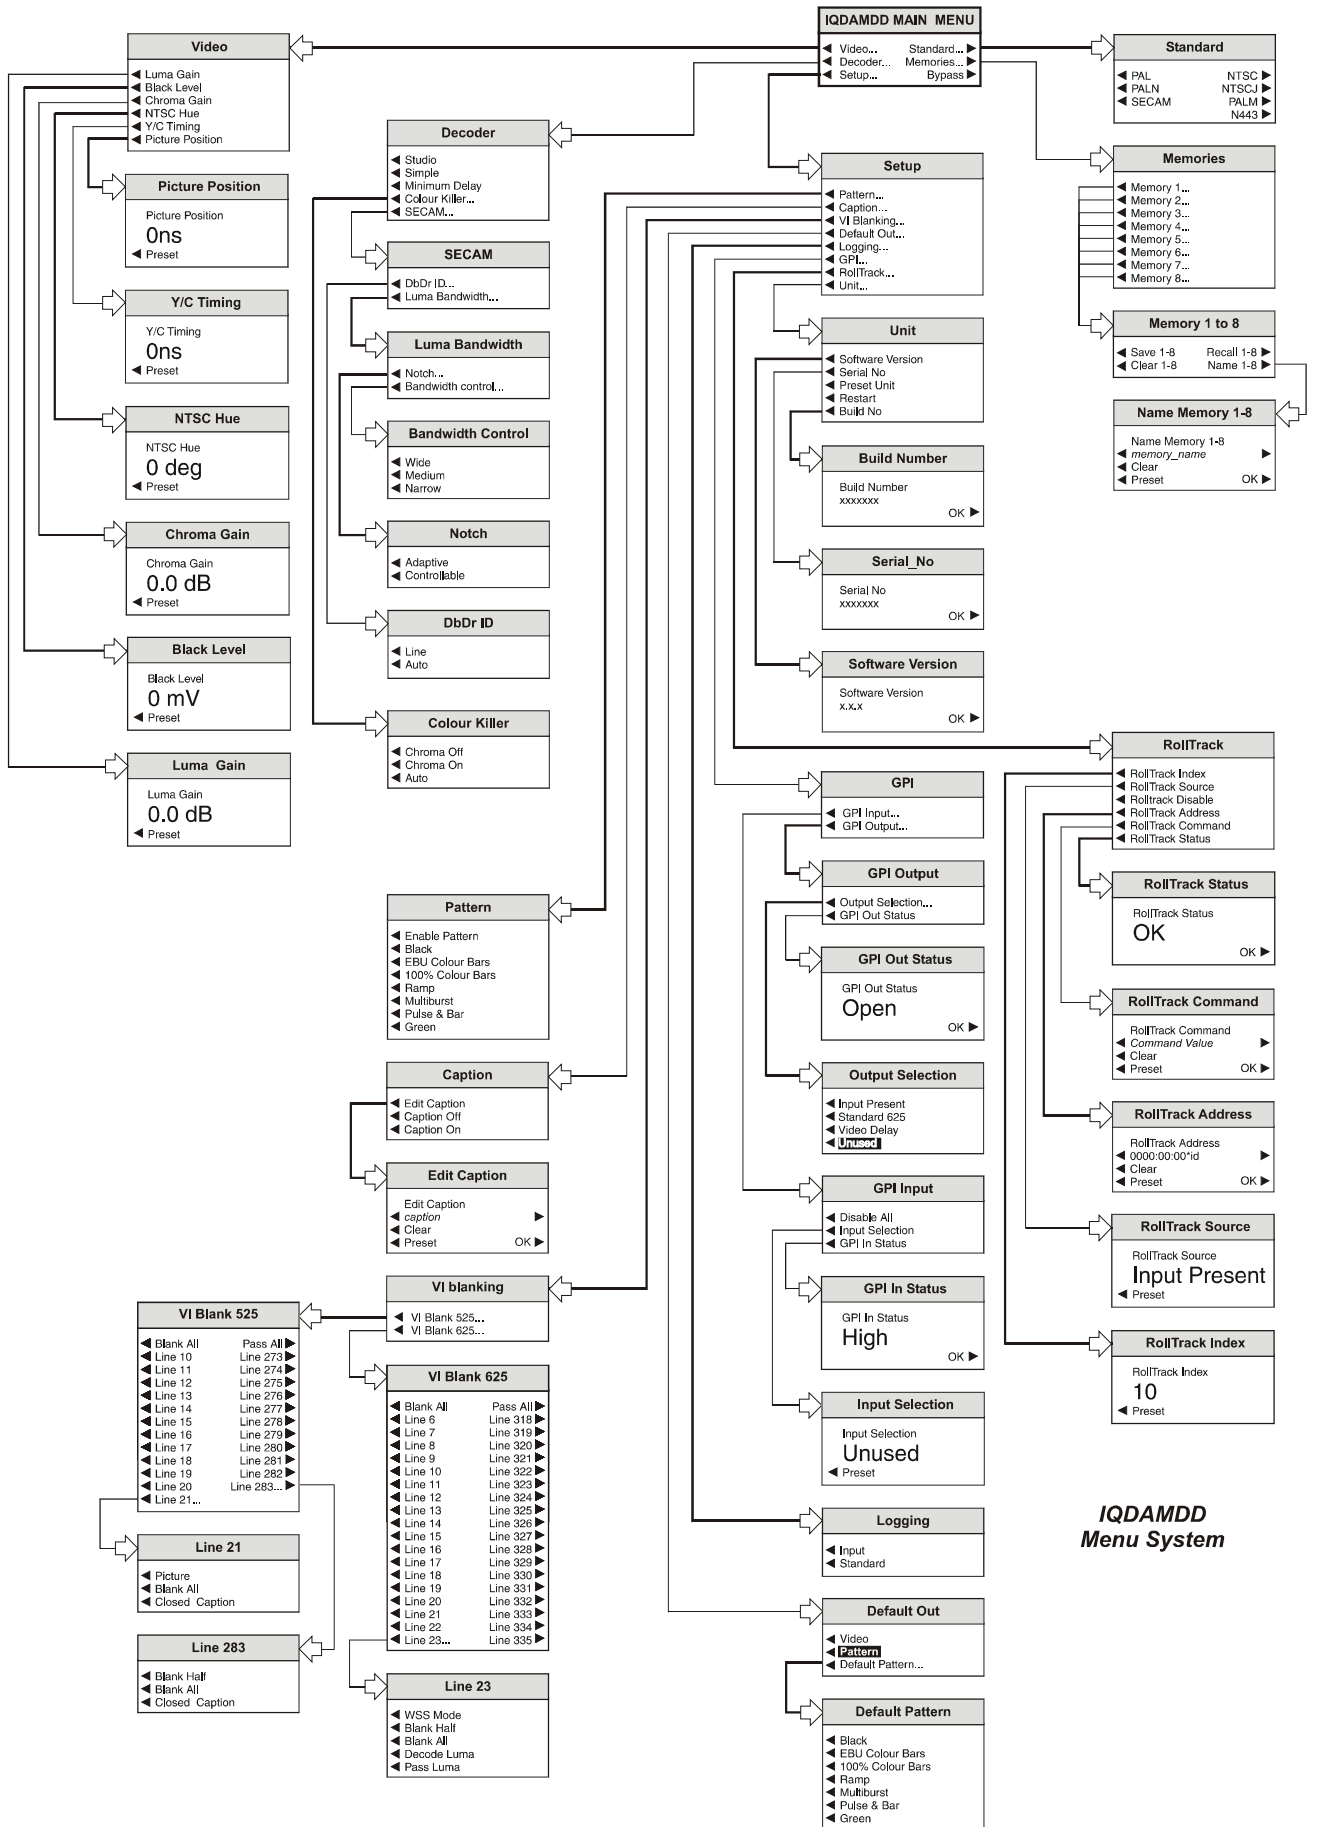 IQDAMDD MAIN MENU
Video... Standard...
Decoder... Memories...
Setup... Bypass
Video
Luma Gain
Black Level
Chroma Gain
NTSC Hue
Y/C Timing
Picture Position
Picture Position
Picture Position
0ns
Preset
Y/C Timing
Y/C Timing
0ns
Preset
NTSC Hue
NTSC Hue
0 deg
Preset
Chroma Gain
Chroma Gain
0.0 dB
Preset
Black Level
Black Level
0 mV
Preset
Luma Gain
Luma Gain
0.0 dB
Preset
Decoder
Studio
Simple
Minimum Delay
Colour Killer...
SECAM...
SECAM
DbDr ID...
Luma Bandwidth...
Luma Bandwidth
Notch...
Bandwidth control...
Bandwidth Control
Wide
Medium
Narrow
Notch
Adaptive
Controllable
DbDr ID
Line
Auto
Colour Killer
Chroma Off
Chroma On
Auto
Pattern
Enable Pattern
Black
EBU Colour Bars
100% Colour Bars
Ramp
Multiburst
Pulse & Bar
Green
Caption
Edit Caption
Caption Off
Caption On
Edit Caption
Edit Caption
caption
Clear
Preset OK
VI blanking
VI Blank 525...
VI Blank 625...
VI Blank 525
Blank All Pass All
Line 10 Line 273
Line 11 Line 274
Line 12 Line 275
Line 13 Line 276
Line 14 Line 277
Line 15 Line 278
Line 16 Line 279
Line 17 Line 280
Line 18 Line 281
Line 19 Line 282
Line 20 Line 283...
Line 21...
Line 21
Picture
Blank All
Closed Caption
Line 283
Blank Half
Blank All
Closed Caption
VI Blank 625
Blank All Pass All
Line 6 Line 318
Line 7 Line 319
Line 8 Line 320
Line 9 Line 321
Line 10 Line 322
Line 11 Line 323
Line 12 Line 324
Line 13 Line 325
Line 14 Line 326
Line 15 Line 327
Line 16 Line 328
Line 17 Line 329
Line 18 Line 330
Line 19 Line 331
Line 20 Line 332
Line 21 Line 333
Line 22 Line 334
Line 23... Line 335
Line 23
WSS Mode
Blank Half
Blank All
Decode Luma
Pass Luma
Setup
Pattern...
Caption...
VI Blanking...
Default Out...
Logging...
GPI...
RollTrack...
Unit...
Unit
Software Version
Serial No
Preset Unit
Restart
Build No
Build Number
Build Number
xxxxxxx
OK
Serial_No
Serial No
xxxxxxx
OK
Software Version
Software Version
x.x.x
OK
GPI
GPI Input...
GPI Output...
GPI Output
Output Selection...
GPI Out Status
GPI Out Status
GPI Out Status
Open
OK
Output Selection
Input Present
Standard 625
Video Delay
Unused
GPI Input
Disable All
Input Selection
GPI In Status
GPI In Status
GPI In Status
High
OK
Input Selection
Input Selection
Unused
Preset
Logging
Input
Standard
Default Out
Video
Pattern
Default Pattern...
Default Pattern
Black
EBU Colour Bars
100% Colour Bars
Ramp
Multiburst
Pulse & Bar
Green
Standard
PAL NTSC
PALN NTSCJ
SECAM PALM
N443
Memories
Memory 1...
Memory 2...
Memory 3...
Memory 4...
Memory 5...
Memory 6...
Memory 7...
Memory 8...
Memory 1 to 8
Save 1-8 Recall 1-8
Clear 1-8 Name 1-8
Name Memory 1-8
Name Memory 1-8
memory_name
Clear
Preset OK
RollTrack
RollTrack Index
RollTrack Source
Rolltrack Disable
RollTrack Address
RollTrack Command
RollTrack Status
RollTrack Status
RollTrack Status
OK
OK
RollTrack Command
RollTrack Command
Command Value
Clear
Preset OK
RollTrack Address
RollTrack Address
0000:00:00*id
Clear
Preset OK
RollTrack Source
RollTrack Source
Input Present
Preset
RollTrack Index
RollTrack Index
10
Preset
IQDAMDD
Menu System